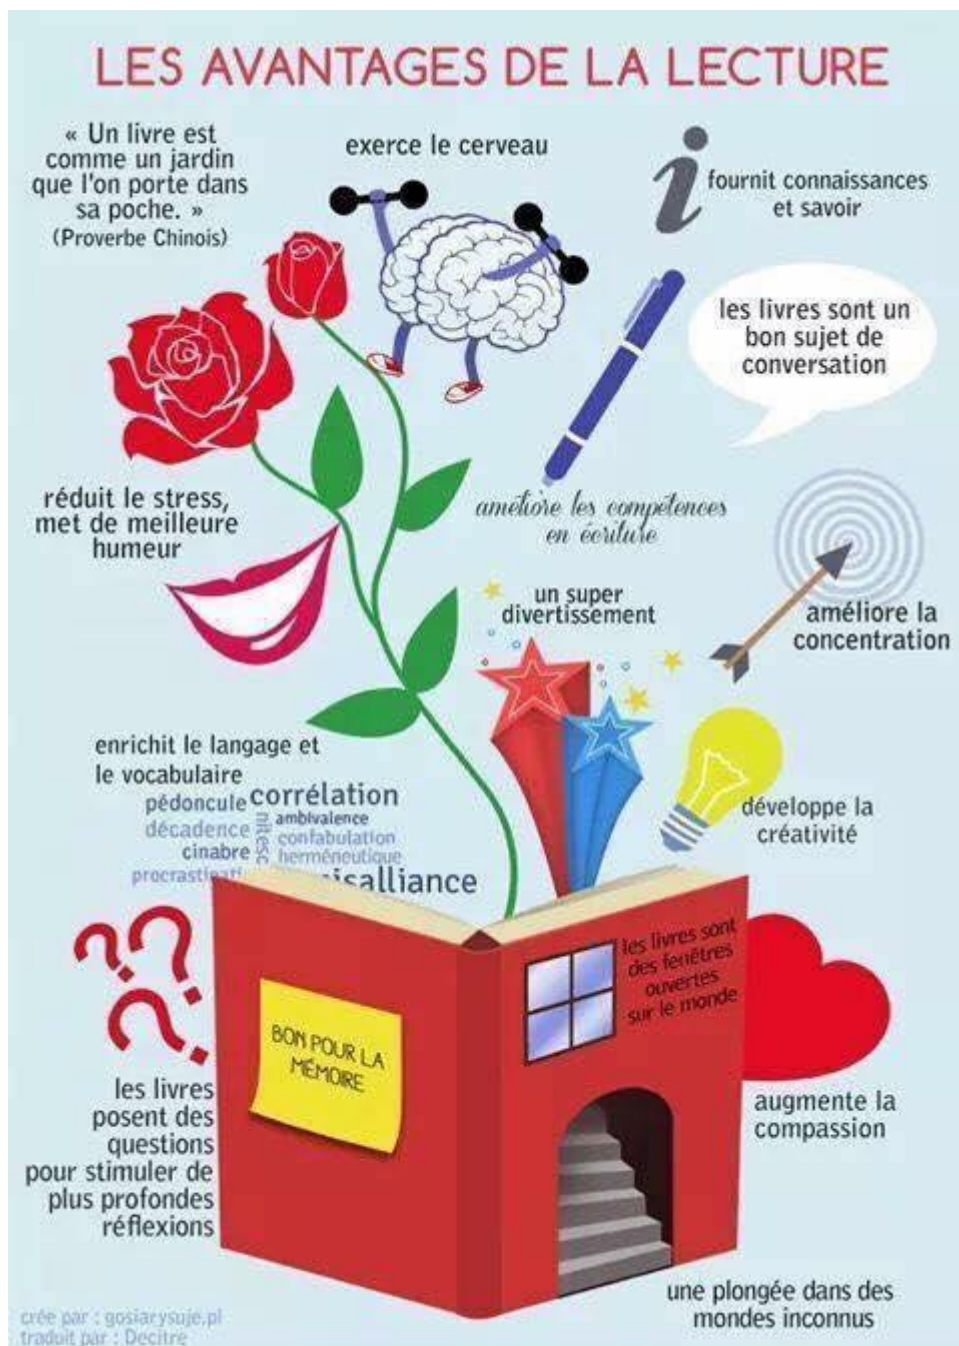 LES AVANTAGES DE LA LECTURE
« Un livre est
comme un jardin
que l'on porte dans
sa poche. »
(Proverbe Chinois)
exerce le cerveau
fournit connaissances
et savoir
les livres sont un
bon sujet de
conversation
réduit le stress,
met de meilleure
humeur
améliore les compétences
en écriture
un super
divertissement
améliore la
concentration
enrichit le langage et
le vocabulaire
pédoncule corrélation
décadence ambivalence
confabulation
cinabre herméneutique
développe la
créativité
les livres sont
des fenêtres
ouvertes
sur le monde
BON POUR LA
MÉMOIRE
les livres
posent des
questions
pour stimuler de
plus profondes
réflexions
augmente la
compassion
une plongée dans des
mondes inconnus
crée par : gosiarysuje.pl
traduit par : Decitre